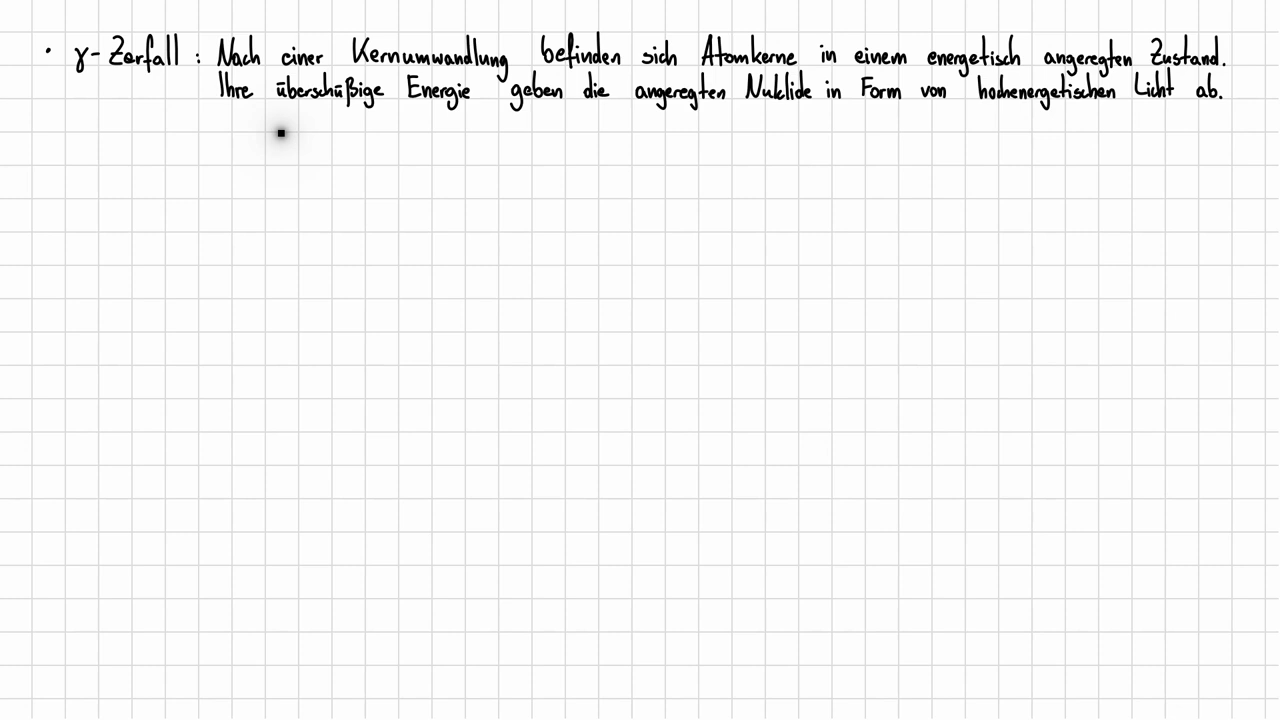 · γ-Zerfall : Nach einer Kernumwandlung befinden sich Atomkerne in einem energetisch angeregten Zustand.
Ihre überschüßige Energie geben die angeregten Nuklide in Form von hochenergetischen Licht ab.